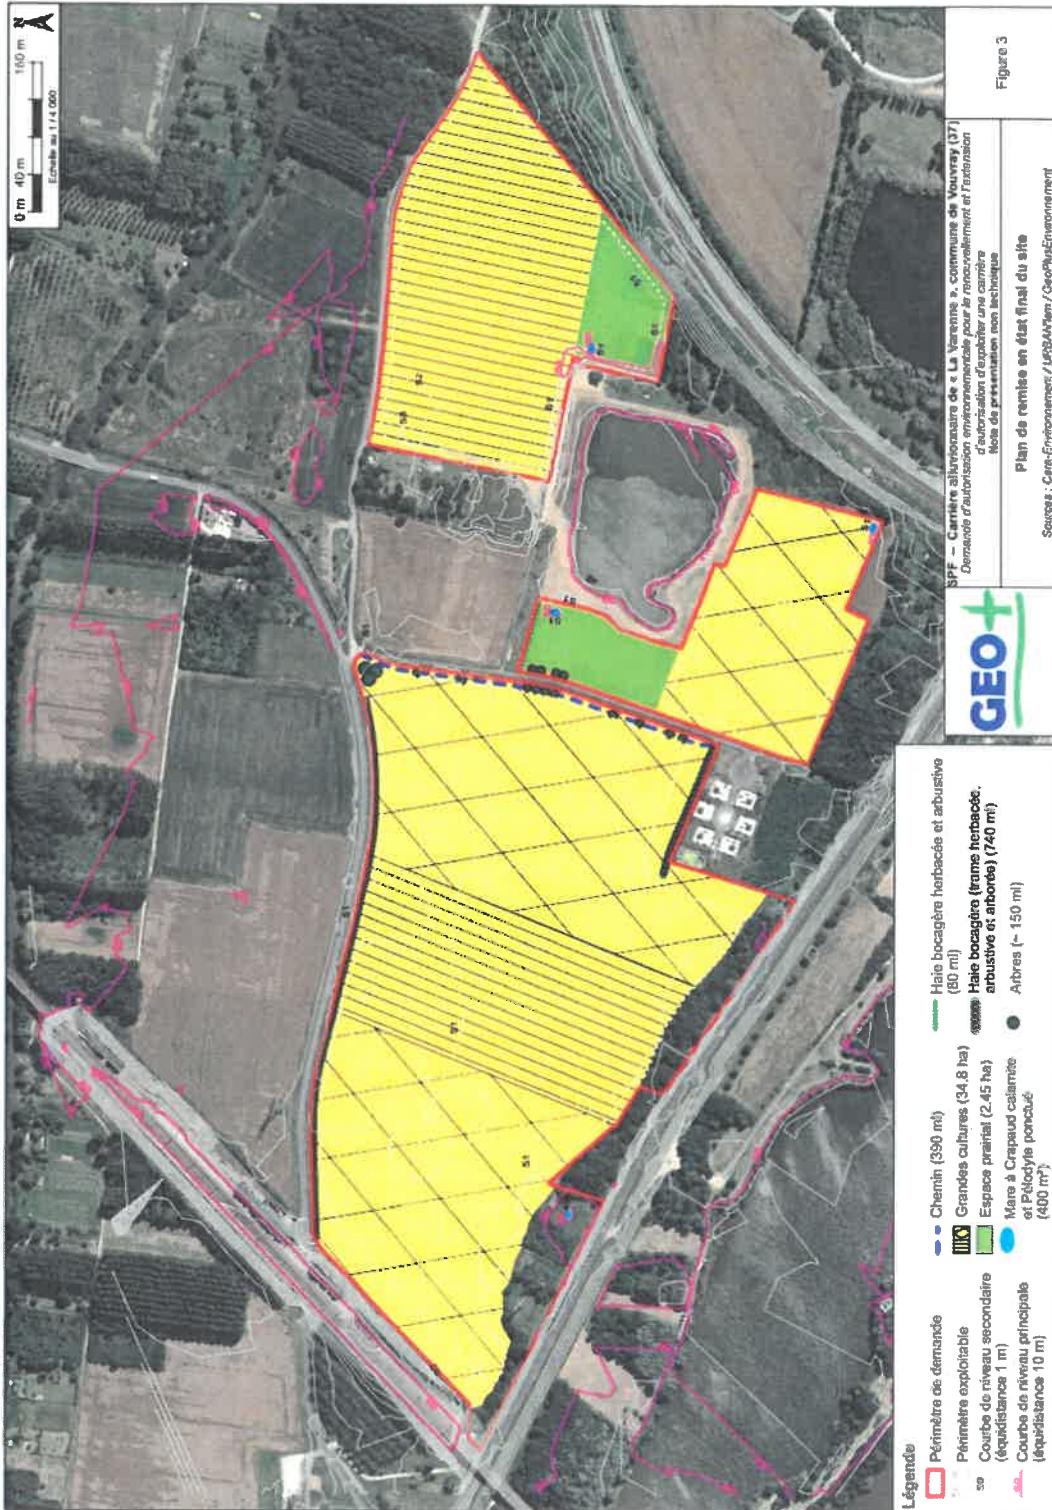 N
0 m 40 m 160 m
Echelle au 1 / 4 000
Légende
Périmètre de demande
Périmètre exploitable
50 Courbe de niveau secondaire
(équidistance 1 m)
Courbe de niveau principale
(équidistance 10 m)
Chemin (390 ml)
Grandes cultures (34,8 ha)
Espace prairial (2,45 ha)
Mare à Crapaud calamite
et Pélodyte ponctué
(400 m²)
Haie bocagère herbacée et arbustive
(80 ml)
Haie bocagère (trame herbacée,
arbustive et arborée) (740 ml)
Arbres (~ 150 ml)
GEO+
SPF – Carrière alluvionnaire de « La Varenne », commune de Vouvray (37)
Demande d'autorisation environnementale pour le renouvellement et l'extension
d'autorisation d'exploiter une carrière
Note de présentation non technique
Plan de remise en état final du site
Sources : Cera-Environnement / URBAN'ism / GeoPlusEnvironnement
Figure 3